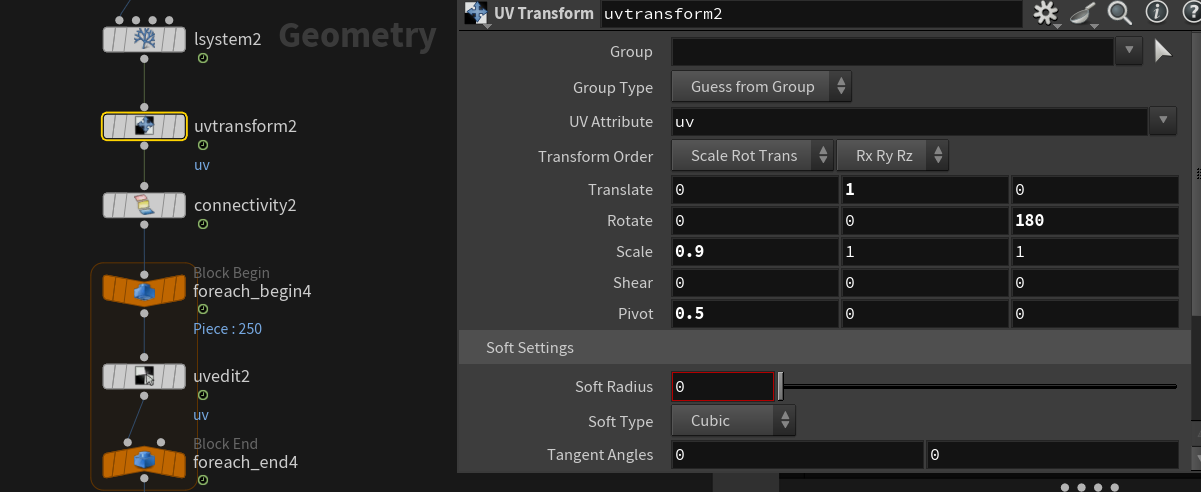 Geometry
lsystem2
uvtransform2
uv
connectivity2
Block Begin
foreach_begin4
Piece : 250
uvedit2
uv
Block End
foreach_end4
UV Transform uvtransform2
Group
Group Type Guess from Group
UV Attribute uv
Transform Order Scale Rot Trans Rx Ry Rz
Translate 0 1 0
Rotate 0 0 180
Scale 0.9 1 1
Shear 0 0 0
Pivot 0.5 0 0
Soft Settings
Soft Radius 0
Soft Type Cubic
Tangent Angles 0 0